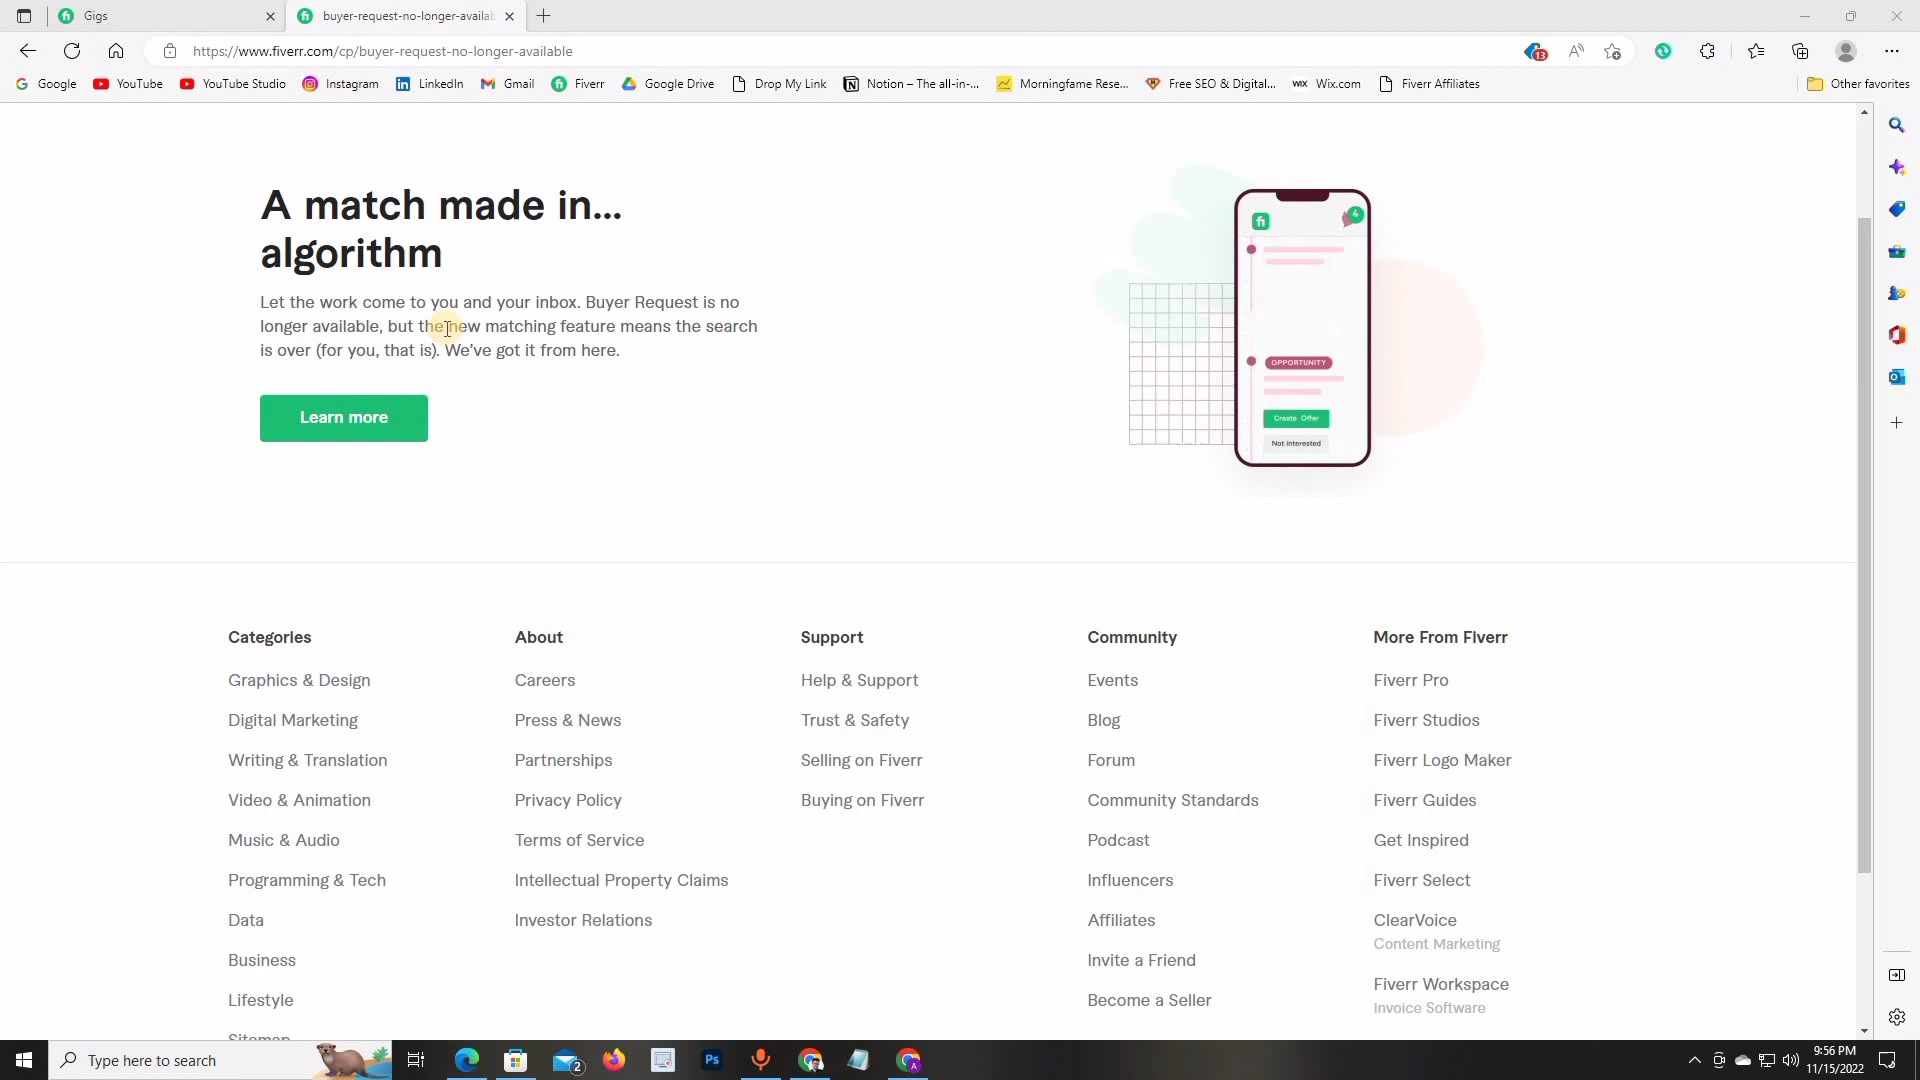 Gigs
buyer-request-no-longer-availab
https://www.fiverr.com/cp/buyer-request-no-longer-available
13
Google
YouTube
YouTube Studio
Instagram
LinkedIn
Gmail
Fiverr
Google Drive
Drop My Link
Notion – The all-in-...
Morningfame Rese...
Free SEO & Digital...
WIX Wix.com
Fiverr Affiliates
Other favorites
A match made in...
algorithm
Let the work come to you and your inbox. Buyer Request is no
longer available, but the new matching feature means the search
is over (for you, that is). We've got it from here.
Learn more
fi
4
OPPORTUNITY
Create Offer
Not interested
Categories
Graphics & Design
Digital Marketing
Writing & Translation
Video & Animation
Music & Audio
Programming & Tech
Data
Business
Lifestyle
Sitemap
About
Careers
Press & News
Partnerships
Privacy Policy
Terms of Service
Intellectual Property Claims
Investor Relations
Support
Help & Support
Trust & Safety
Selling on Fiverr
Buying on Fiverr
Community
Events
Blog
Forum
Community Standards
Podcast
Influencers
Affiliates
Invite a Friend
Become a Seller
More From Fiverr
Fiverr Pro
Fiverr Studios
Fiverr Logo Maker
Fiverr Guides
Get Inspired
Fiverr Select
ClearVoice
Content Marketing
Fiverr Workspace
Invoice Software
Type here to search
2
Ps
A
9:56 PM
11/15/2022